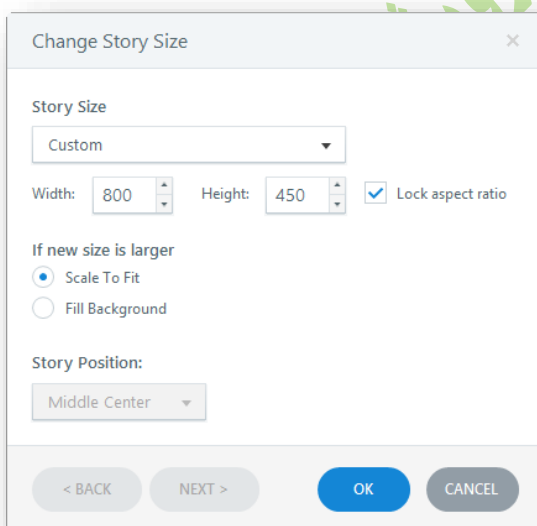 Change Story Size
Story Size
Custom
Width: 800 Height: 450 Lock aspect ratio
If new size is larger
Scale To Fit
Fill Background
Story Position:
Middle Center
< BACK NEXT > OK CANCEL